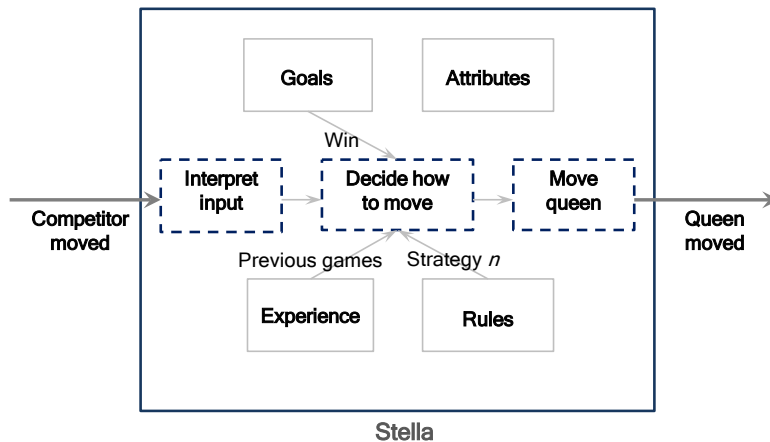 Goals
Attributes
Win
Interpret
input
Decide how
to move
Move
queen
Competitor
moved
Queen
moved
Previous games
Strategy n
Experience
Rules
Stella